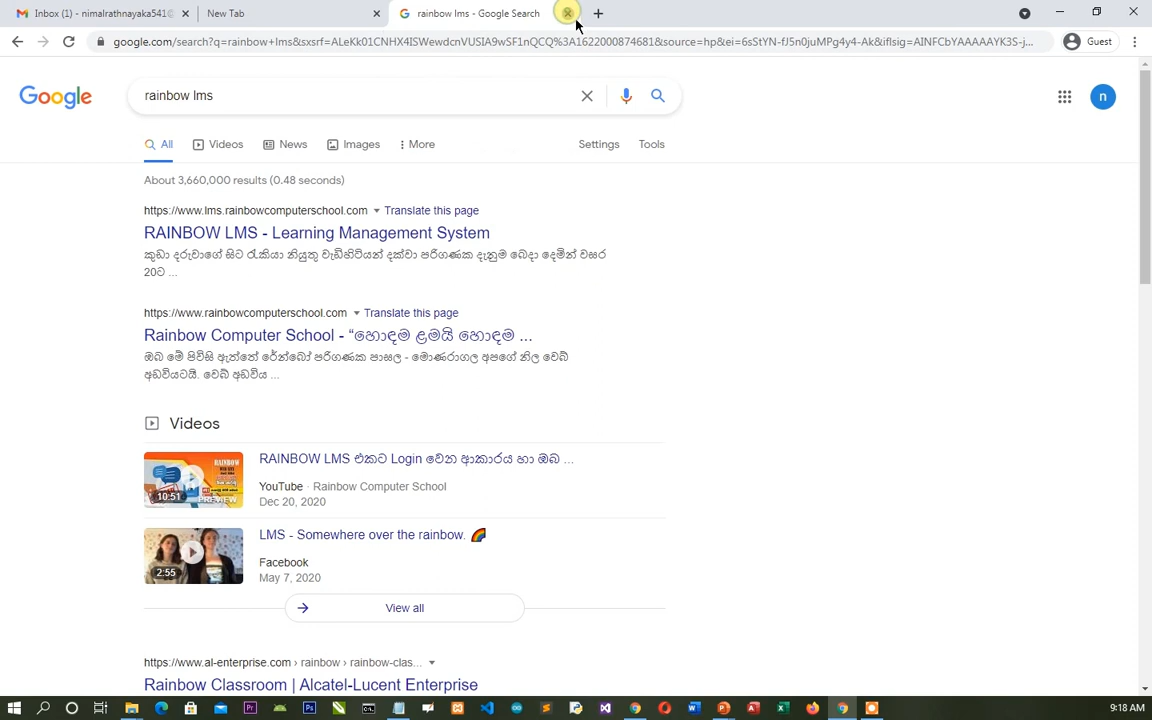 Inbox (1) - nimalrathnayaka541@
New Tab
rainbow lms - Google Search
google.com/search?q=rainbow+lms&sxsrf=ALeKk01CNHX4ISWewdcnVUSIA9wSF1nQCQ%3A1622000874681&source=hp&ei=6sStYN-fJ5n0juMPg4y4-Ak&iflsig=AINFCbYAAAAAYK3S-j...
Guest
Google
rainbow lms
n
All
Videos
News
Images
More
Settings
Tools
About 3,660,000 results (0.48 seconds)
https://www.lms.rainbowcomputerschool.com
Translate this page
RAINBOW LMS - Learning Management System
කුඩා දරුවාගේ සිට රැකියා නියුතු වැඩිහිටියන් දක්වා පරිගණක දැනුම බෙදා දෙමින් වසර
20ට ...
https://www.rainbowcomputerschool.com
Translate this page
Rainbow Computer School - “හොඳම ළමයි හොඳම ...
ඔබ මේ පිවිසි ඇත්තේ රේන්බෝ පරිගණක පාසල - මොණරාගල අපගේ නිල වෙබ්
අඩවියටයි. වෙබ් අඩවිය ...
Videos
RAINBOW
PREVIEW
10:51
RAINBOW LMS එකට Login වෙන ආකාරය හා ඔබ ...
YouTube · Rainbow Computer School
Dec 20, 2020
2:55
LMS - Somewhere over the rainbow. 🌈
Facebook
May 7, 2020
View all
https://www.al-enterprise.com › rainbow › rainbow-clas...
Rainbow Classroom | Alcatel-Lucent Enterprise
9:18 AM